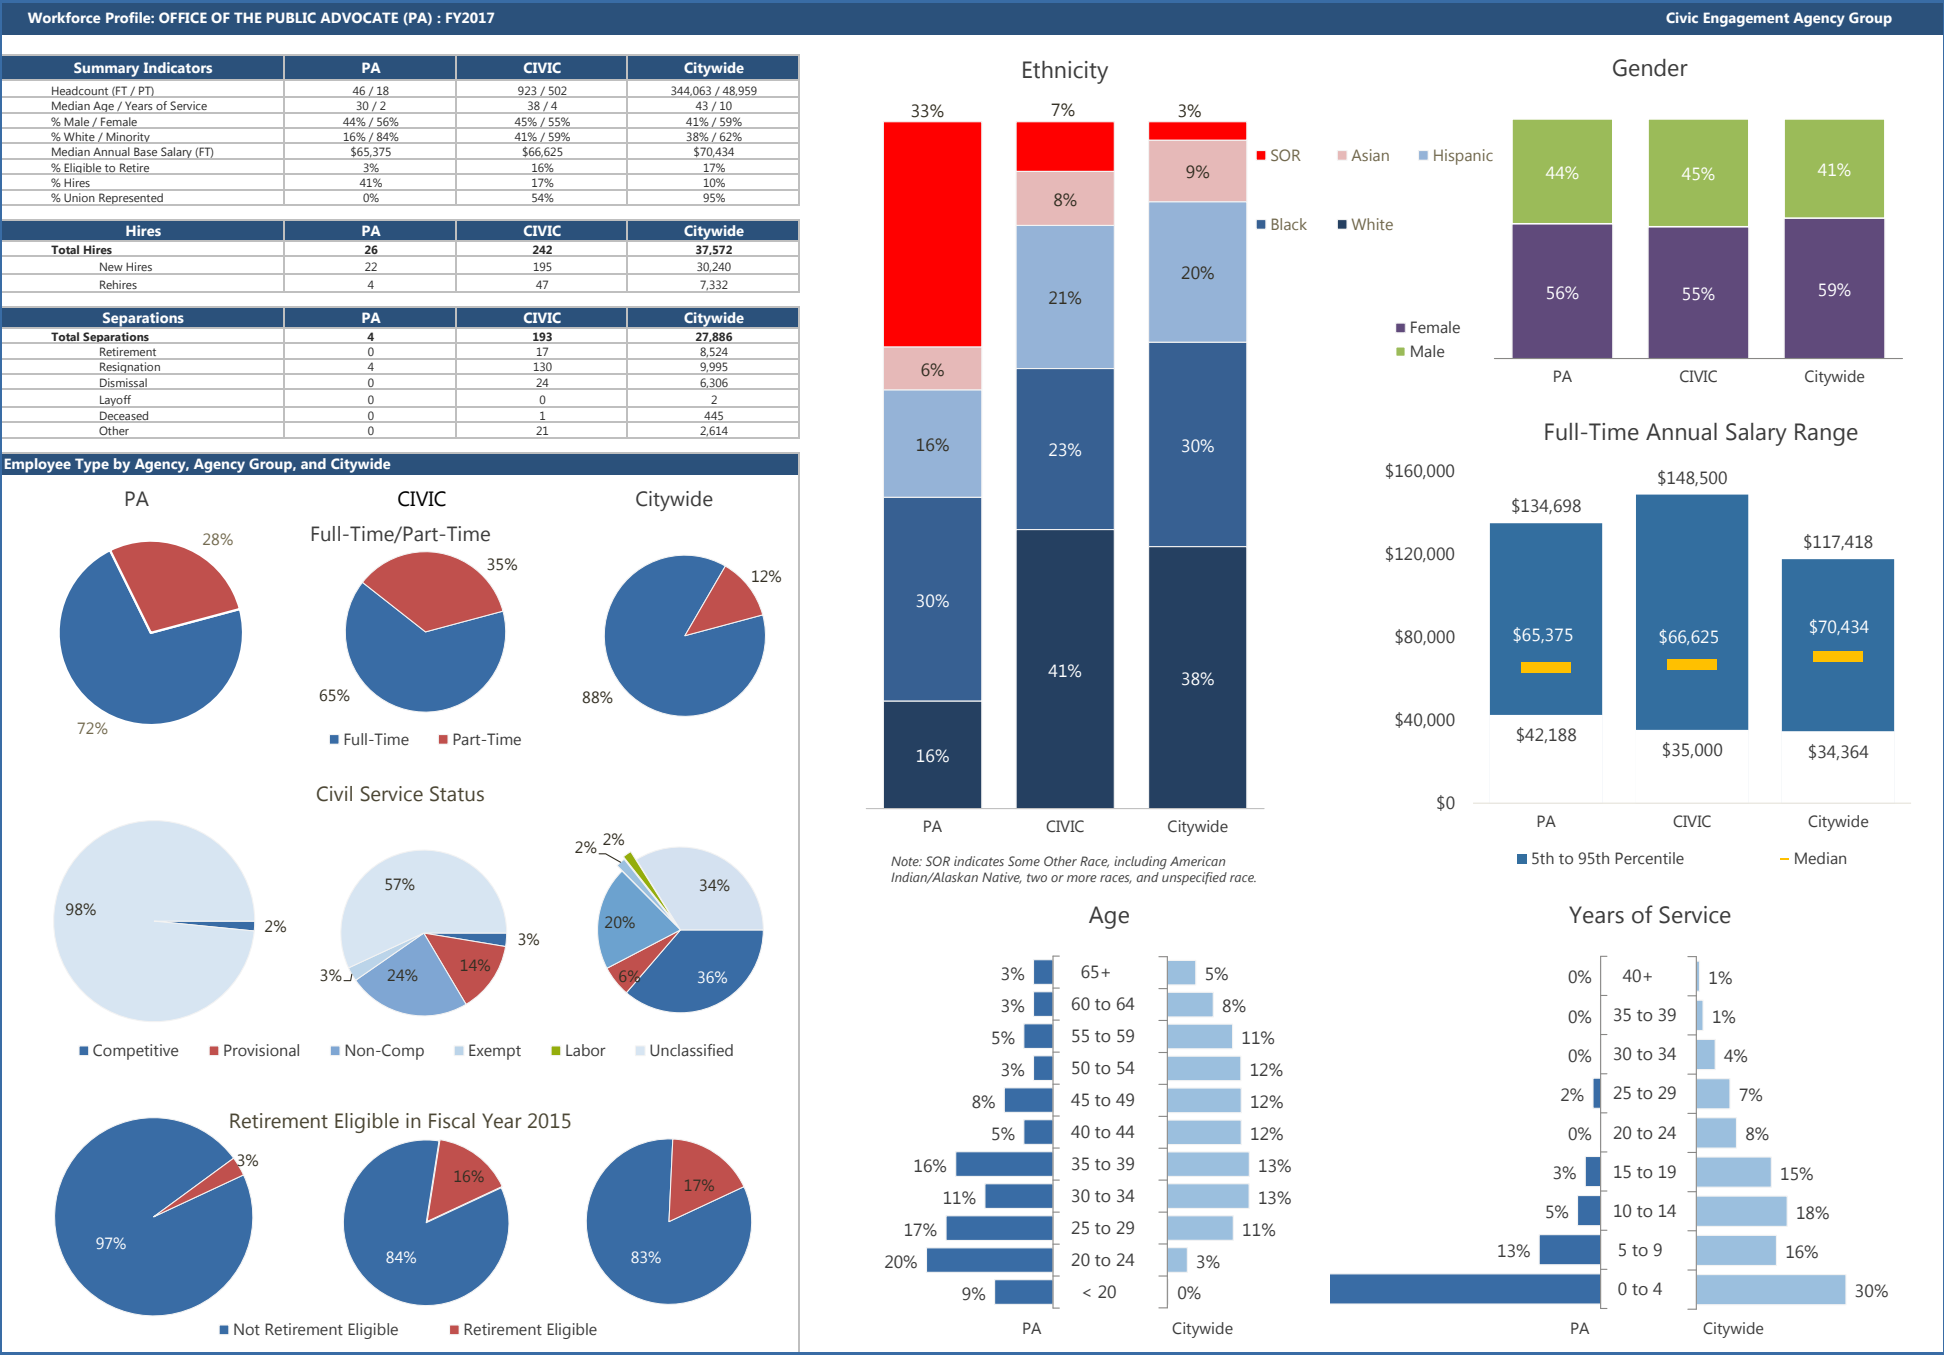 Workforce Profile: OFFICE OF THE PUBLIC ADVOCATE (PA) : FY2017
Civic Engagement Agency Group
Summary Indicators PA CIVIC Citywide
Headcount (FT / PT) 46 / 18 923 / 502 344,063 / 48,959
Median Age / Years of Service 30 / 2 38 / 4 43 / 10
% Male / Female 44% / 56% 45% / 55% 41% / 59%
% White / Minority 16% / 84% 41% / 59% 38% / 62%
Median Annual Base Salary (FT) $65,375 $66,625 $70,434
% Eligible to Retire 3% 16% 17%
% Hires 41% 17% 10%
% Union Represented 0% 54% 95%
Hires PA CIVIC Citywide
Total Hires 26 242 37,572
New Hires 22 195 30,240
Rehires 4 47 7,332
Separations PA CIVIC Citywide
Total Separations 4 193 27,886
Retirement 0 17 8,524
Resignation 4 130 9,995
Dismissal 0 24 6,306
Layoff 0 0 2
Deceased 0 1 445
Other 0 21 2,614
Employee Type by Agency, Agency Group, and Citywide
PA CIVIC Citywide
Full-Time/Part-Time
28% 35% 12%
72% 65% 88%
Full-Time Part-Time
Civil Service Status
98% 2%
57% 3% 14% 24% 3%
2% 2% 34% 20% 6% 36%
Competitive Provisional Non-Comp Exempt Labor Unclassified
Retirement Eligible in Fiscal Year 2015
3% 16% 17%
97% 84% 83%
Not Retirement Eligible Retirement Eligible
Ethnicity
33% 7% 3%
SOR Asian Hispanic
Black White
6% 16% 30% 16%
8% 21% 23% 41%
9% 20% 30% 38%
PA CIVIC Citywide
Note: SOR indicates Some Other Race, including American
Indian/Alaskan Native, two or more races, and unspecified race.
Gender
44% 45% 41%
56% 55% 59%
Female
Male
PA CIVIC Citywide
Full-Time Annual Salary Range
$160,000
$120,000
$80,000
$40,000
$0
$134,698 $148,500 $117,418
$65,375 $66,625 $70,434
$42,188 $35,000 $34,364
PA CIVIC Citywide
5th to 95th Percentile Median
Age
3% 65+ 5%
3% 60 to 64 8%
5% 55 to 59 11%
3% 50 to 54 12%
8% 45 to 49 12%
5% 40 to 44 12%
16% 35 to 39 13%
11% 30 to 34 13%
17% 25 to 29 11%
20% 20 to 24 3%
9% < 20 0%
PA Citywide
Years of Service
0% 40+ 1%
0% 35 to 39 1%
0% 30 to 34 4%
2% 25 to 29 7%
0% 20 to 24 8%
3% 15 to 19 15%
5% 10 to 14 18%
13% 5 to 9 16%
0 to 4 30%
PA Citywide